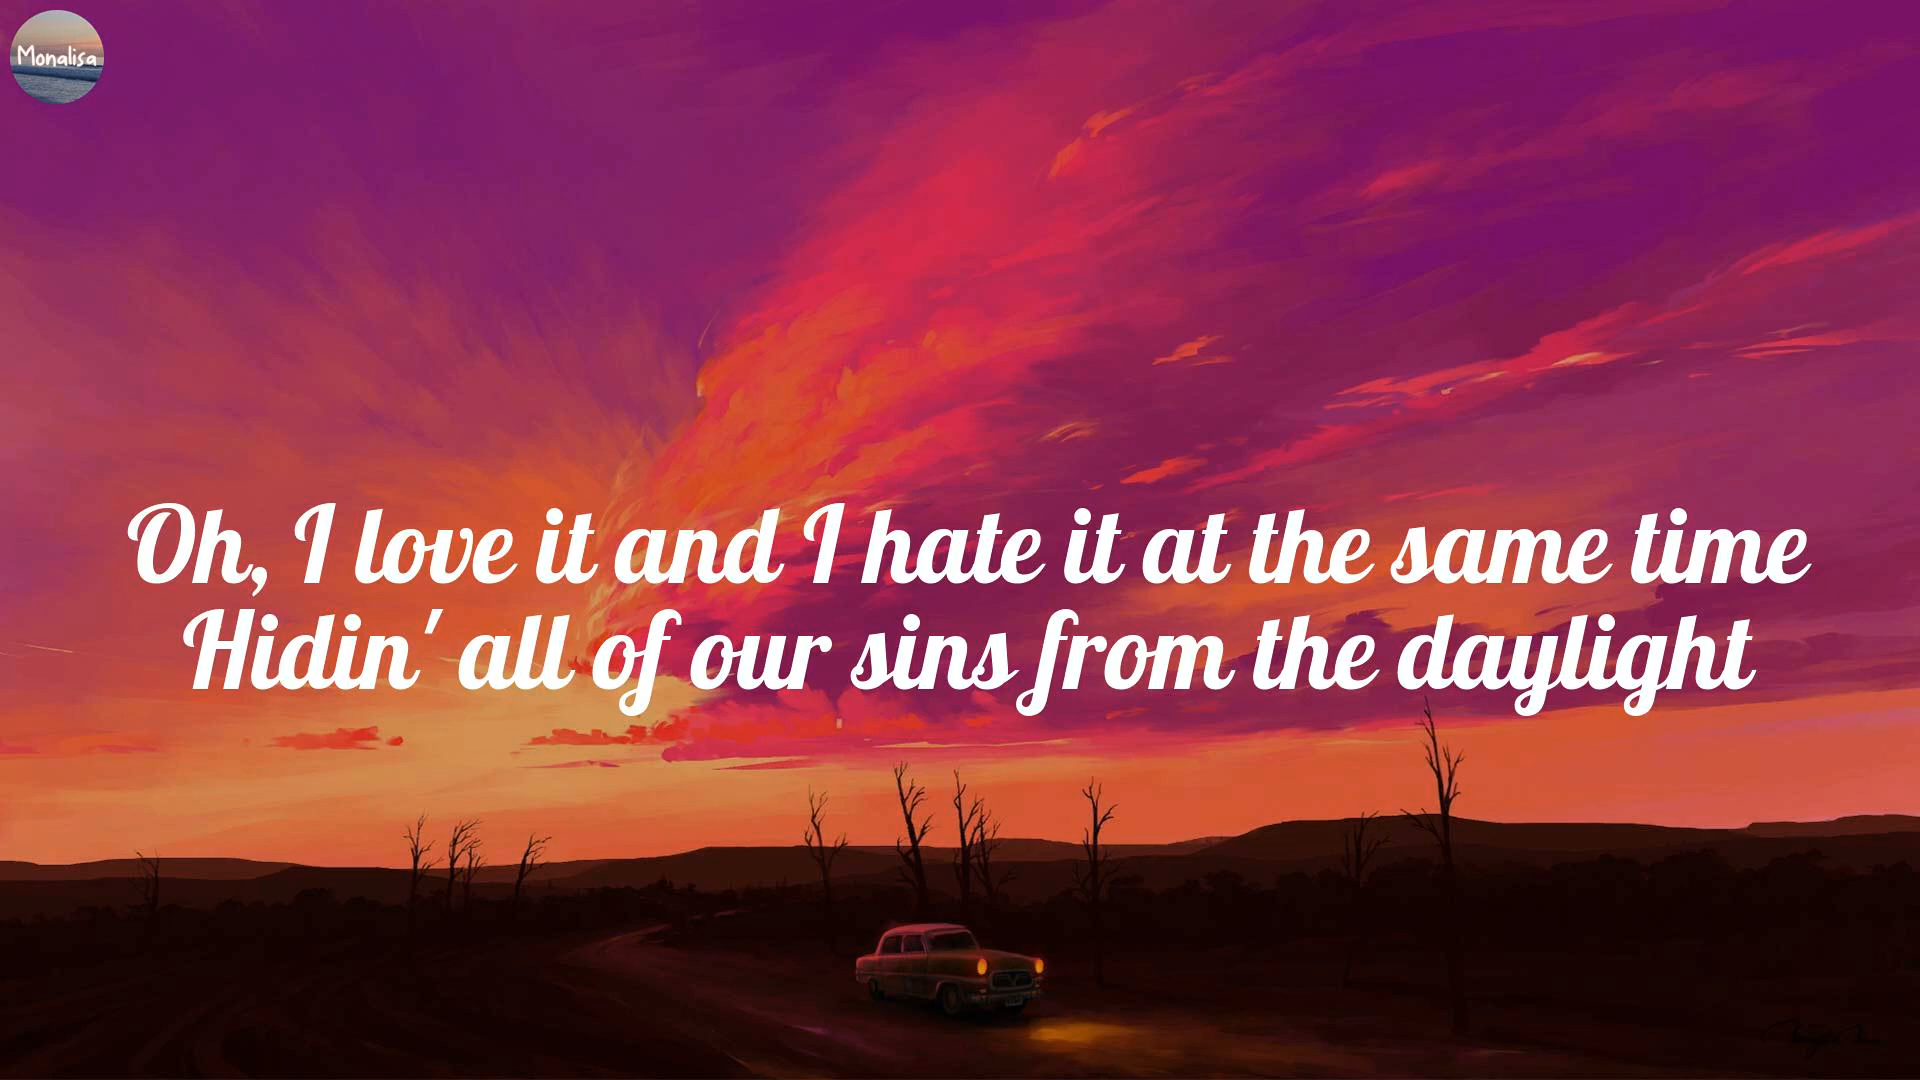 Monalisa
Oh, I love it and I hate it at the same time
Hidin' all of our sins from the daylight